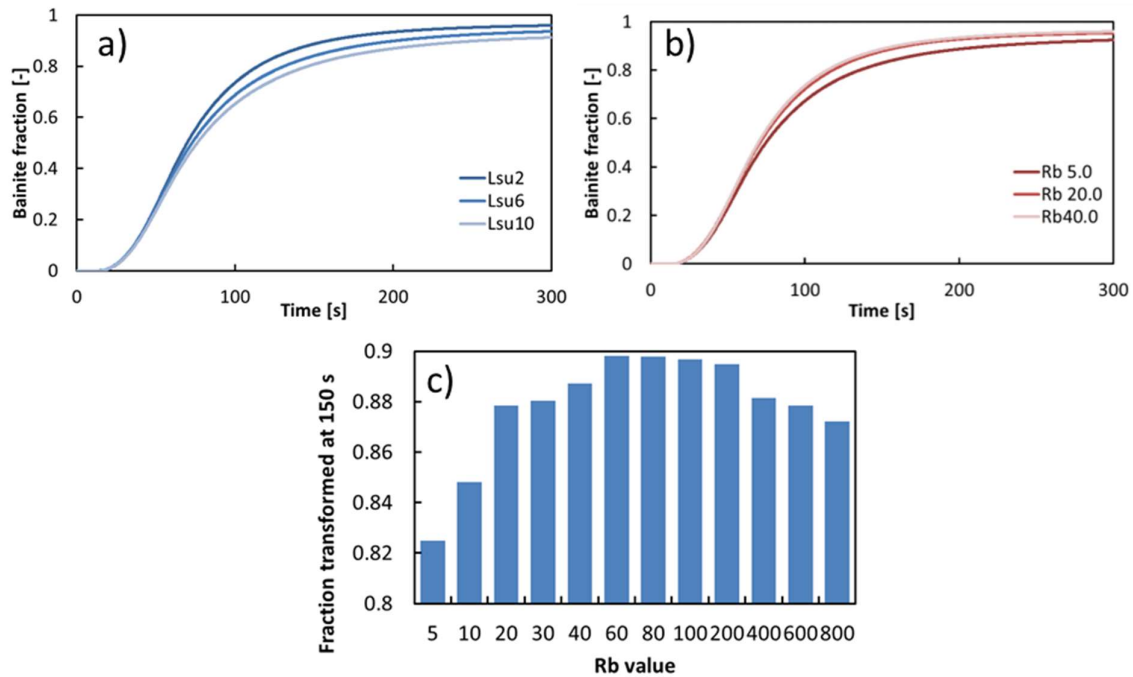 a)
Bainite fraction [-]
1
0.8
0.6
0.4
0.2
0
Lsu2
Lsu6
Lsu10
0 100 200 300
Time [s]
b)
Bainite fraction [-]
1
0.8
0.6
0.4
0.2
0
Rb 5.0
Rb 20.0
Rb40.0
0 100 200 300
Time [s]
c)
Fraction transformed at 150 s
0.9
0.88
0.86
0.84
0.82
0.8
5 10 20 30 40 60 80 100 200 400 600 800
Rb value